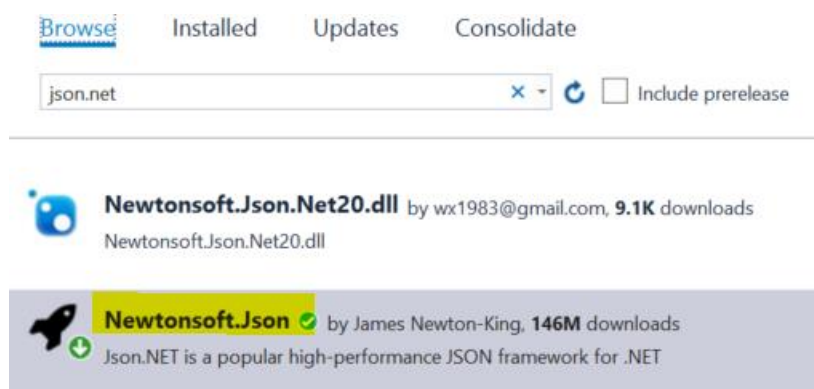 Browse Installed Updates Consolidate
json.net Include prerelease
Newtonsoft.Json.Net20.dll by wx1983@gmail.com, 9.1K downloads
Newtonsoft.Json.Net20.dll
Newtonsoft.Json by James Newton-King, 146M downloads
Json.NET is a popular high-performance JSON framework for .NET